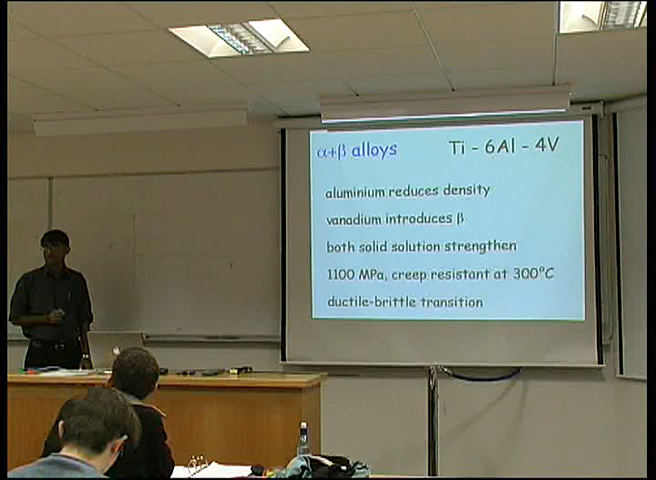 α+β alloys Ti - 6Al - 4V
aluminium reduces density
vanadium introduces β
both solid solution strengthen
1100 MPa, creep resistant at 300°C
ductile-brittle transition